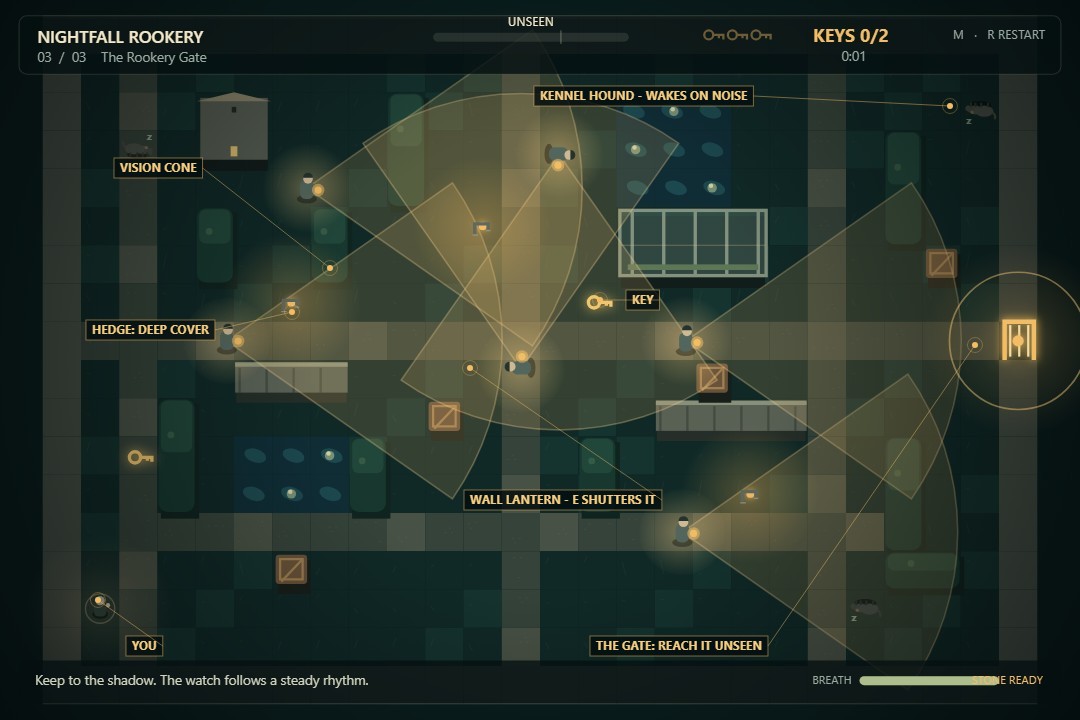 UNSEEN
NIGHTFALL ROOKERY
03 / 03 The Rookery Gate
KEYS 0/2
0:01
M · R RESTART
KENNEL HOUND - WAKES ON NOISE
z
z
VISION CONE
KEY
HEDGE: DEEP COVER
WALL LANTERN - E SHUTTERS IT
z
YOU
THE GATE: REACH IT UNSEEN
Keep to the shadow. The watch follows a steady rhythm.
BREATH
STONE READY